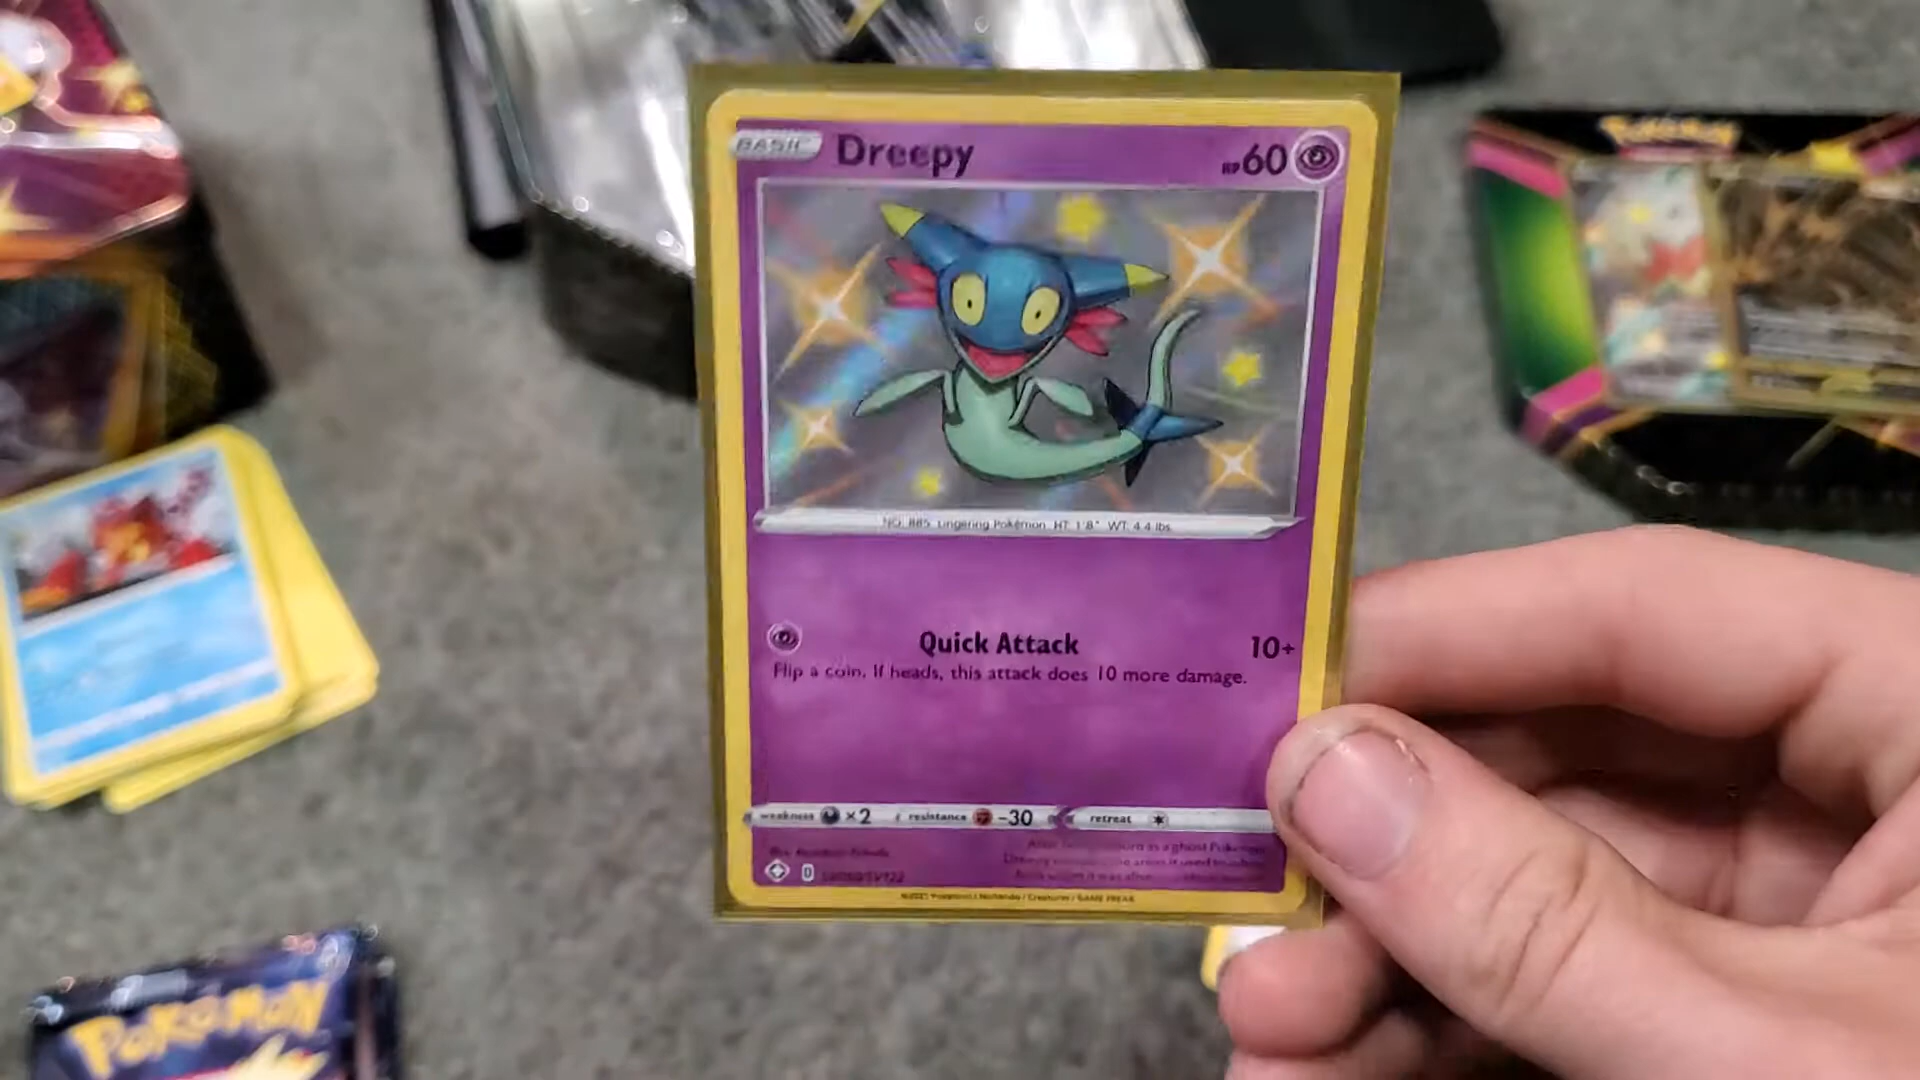 Pokémon
BASIC Dreepy HP 60
NO. 885 Lingering Pokémon HT: 1'8" WT: 4.4 lbs.
Quick Attack 10+
Flip a coin. If heads, this attack does 10 more damage.
weakness ×2 resistance -30 retreat
D
©2021 Pokémon / Nintendo / Creatures / GAME FREAK
POKéMON